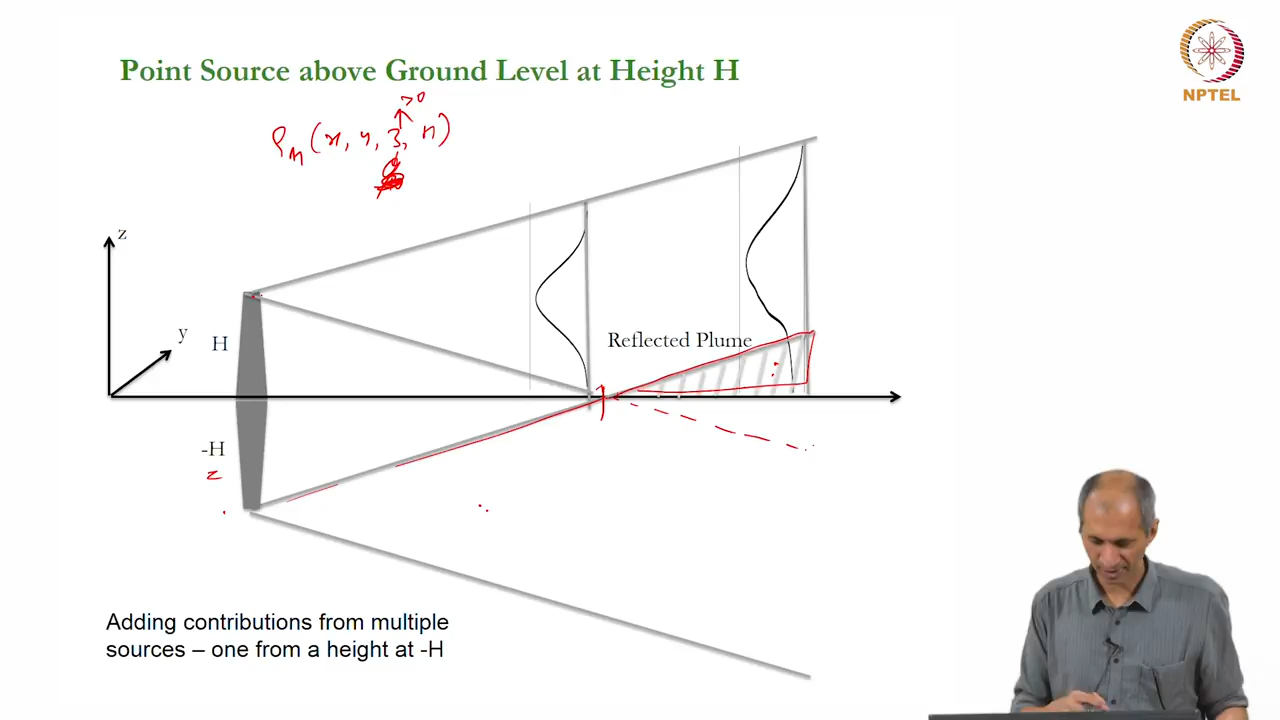 Point Source above Ground Level at Height H
NPTEL
>0
ρ_A1 (x, y, z, H)
z
y
H
Reflected Plume
-H
z
Adding contributions from multiple
sources – one from a height at -H